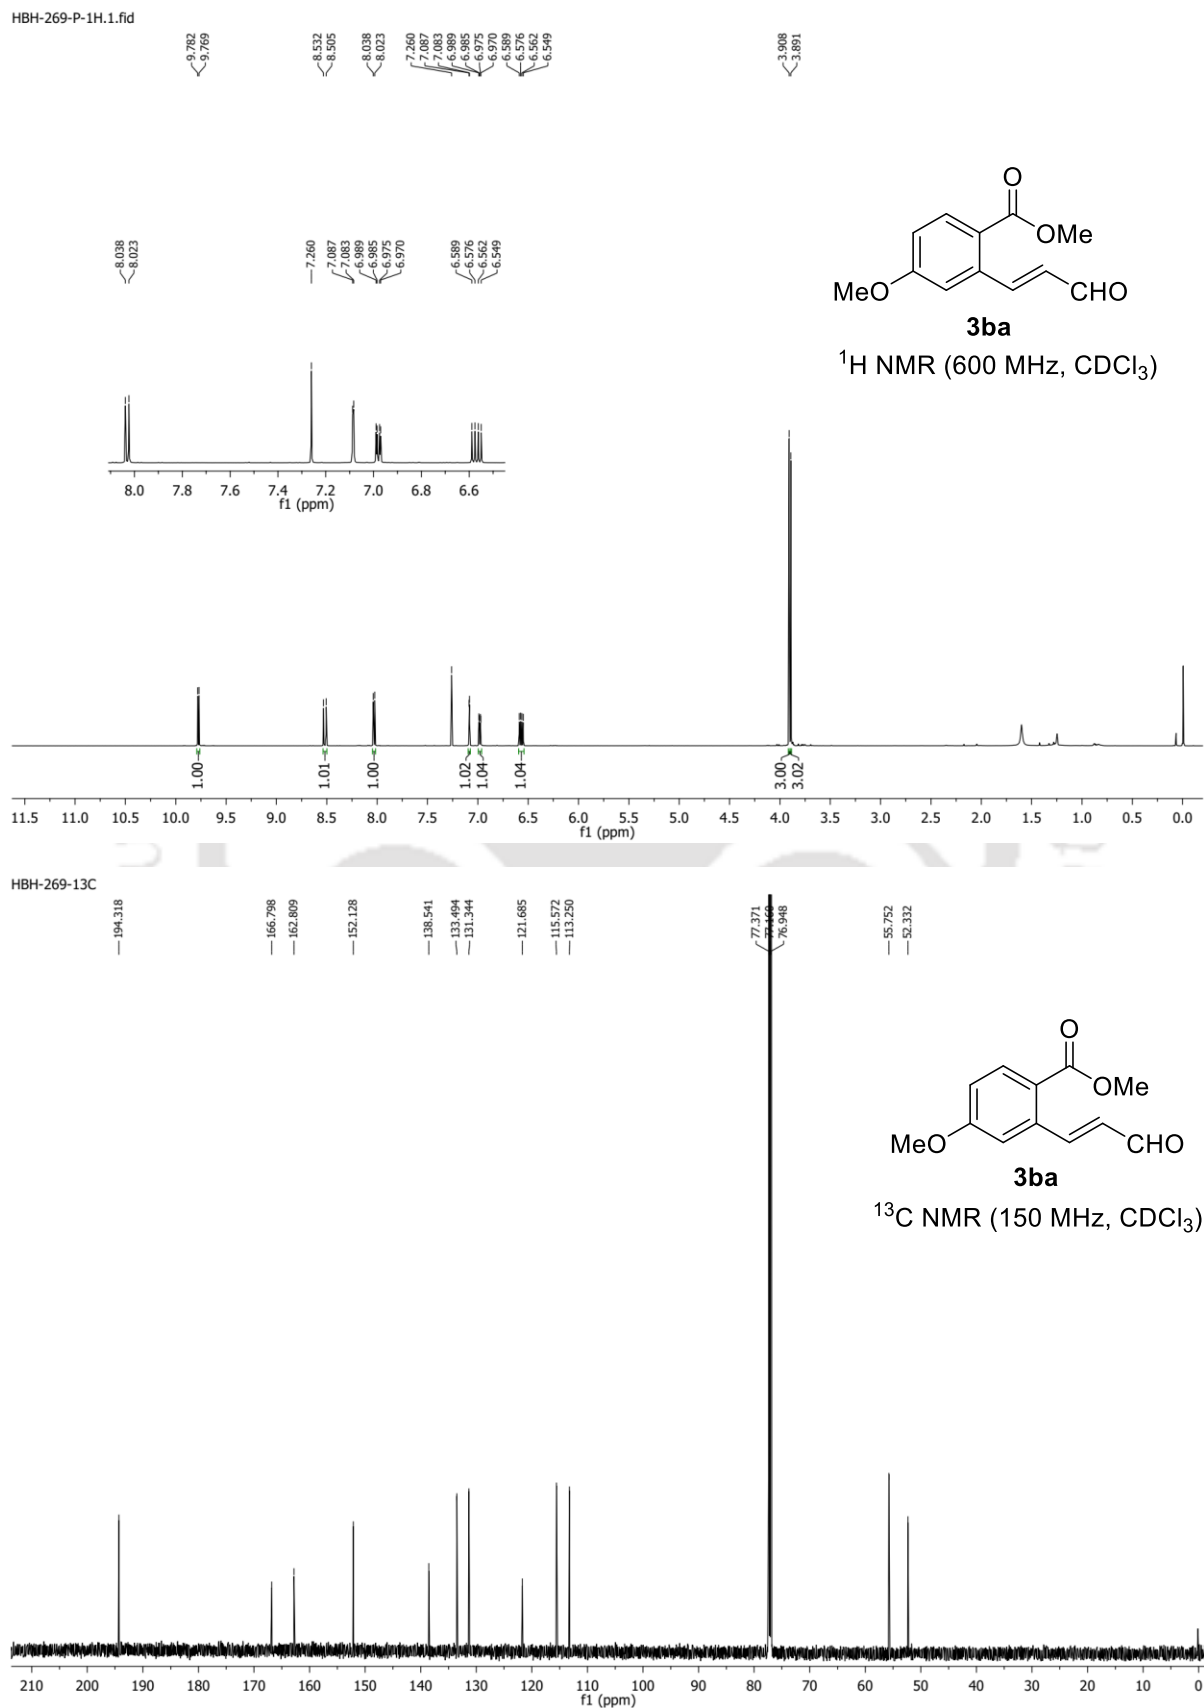 HBH-269-P-1H.1.fid
9.782
9.769
8.532
8.505
8.038
8.023
7.260
7.087
7.083
6.989
6.985
6.975
6.970
6.589
6.576
6.562
6.549
3.908
3.891
8.038
8.023
7.260
7.087
7.083
6.989
6.985
6.975
6.970
6.589
6.576
6.562
6.549
O
OMe
MeO
CHO
3ba
¹H NMR (600 MHz, CDCl₃)
8.0 7.8 7.6 7.4 7.2 7.0 6.8 6.6
f1 (ppm)
1.00 1.01 1.00 1.02 1.04 1.04 3.00 3.02
11.5 11.0 10.5 10.0 9.5 9.0 8.5 8.0 7.5 7.0 6.5 6.0 5.5 5.0 4.5 4.0 3.5 3.0 2.5 2.0 1.5 1.0 0.5 0.0
f1 (ppm)
HBH-269-13C
194.318
166.798
162.809
152.128
138.541
133.494
131.344
121.685
115.572
113.250
77.371
76.948
55.752
52.332
O
OMe
MeO
CHO
3ba
¹³C NMR (150 MHz, CDCl₃)
210 200 190 180 170 160 150 140 130 120 110 100 90 80 70 60 50 40 30 20 10 0
f1 (ppm)